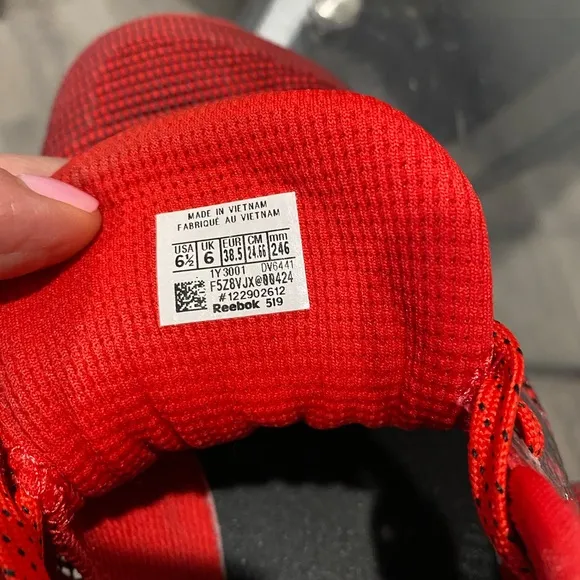 MADE IN VIETNAM
FABRIQUÉ AU VIETNAM
USA UK EUR CM mm
6½ 6 38.5 24.66 246
1Y3001 DV6441
F5Z8VJX@00424
#122902612
Reebok 519